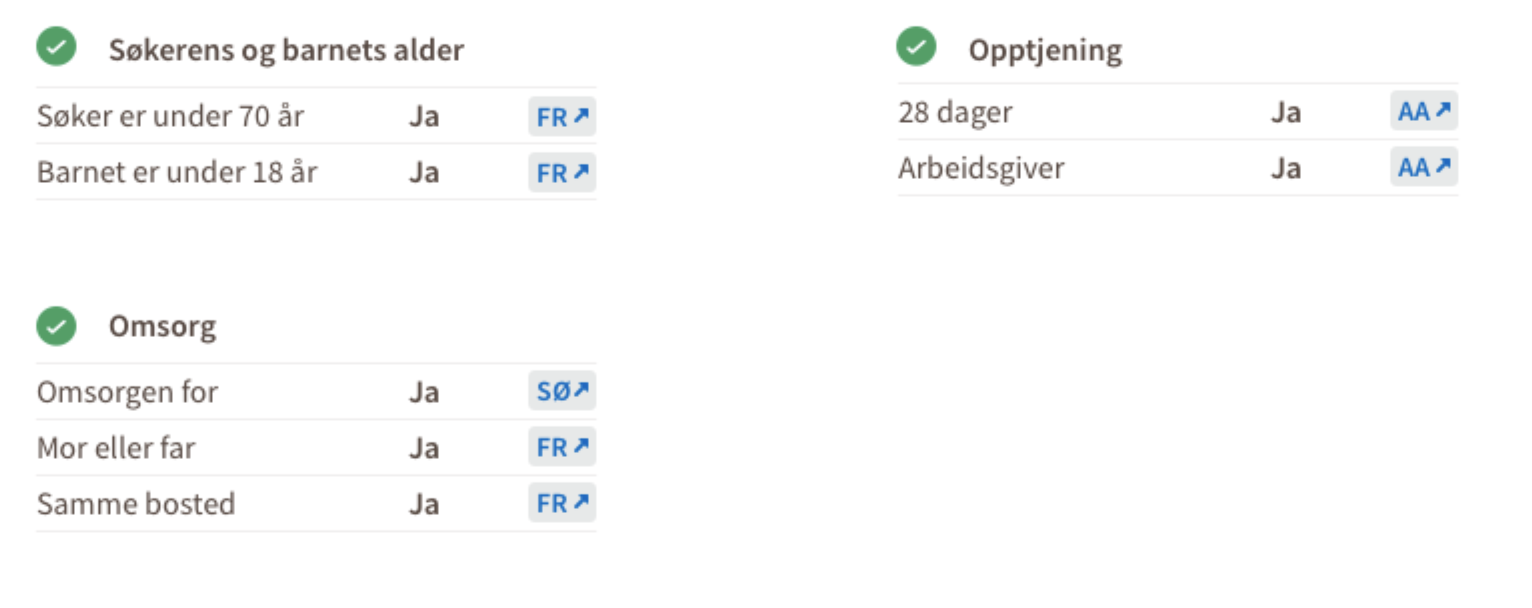 Søkerens og barnets alder
Søker er under 70 år Ja FR
Barnet er under 18 år Ja FR
Opptjening
28 dager Ja AA
Arbeidsgiver Ja AA
Omsorg
Omsorgen for Ja SØ
Mor eller far Ja FR
Samme bosted Ja FR